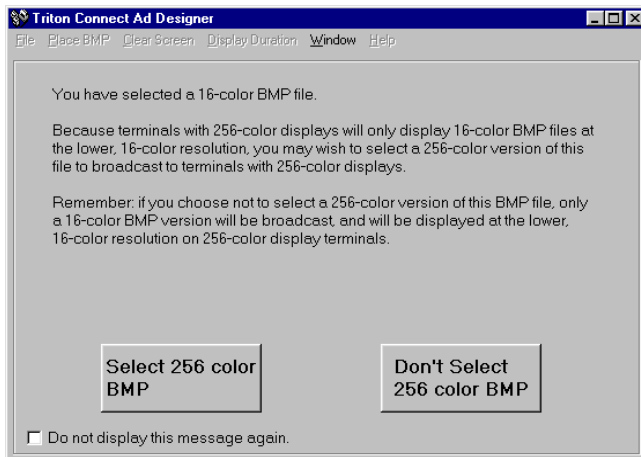 Triton Connect Ad Designer
File Place BMP Clear Screen Display Duration Window Help
You have selected a 16-color BMP file.
Because terminals with 256-color displays will only display 16-color BMP files at
the lower, 16-color resolution, you may wish to select a 256-color version of this
file to broadcast to terminals with 256-color displays.
Remember: if you choose not to select a 256-color version of this BMP file, only
a 16-color BMP version will be broadcast, and will be displayed at the lower,
16-color resolution on 256-color display terminals.
Select 256 color
BMP
Don't Select
256 color BMP
Do not display this message again.